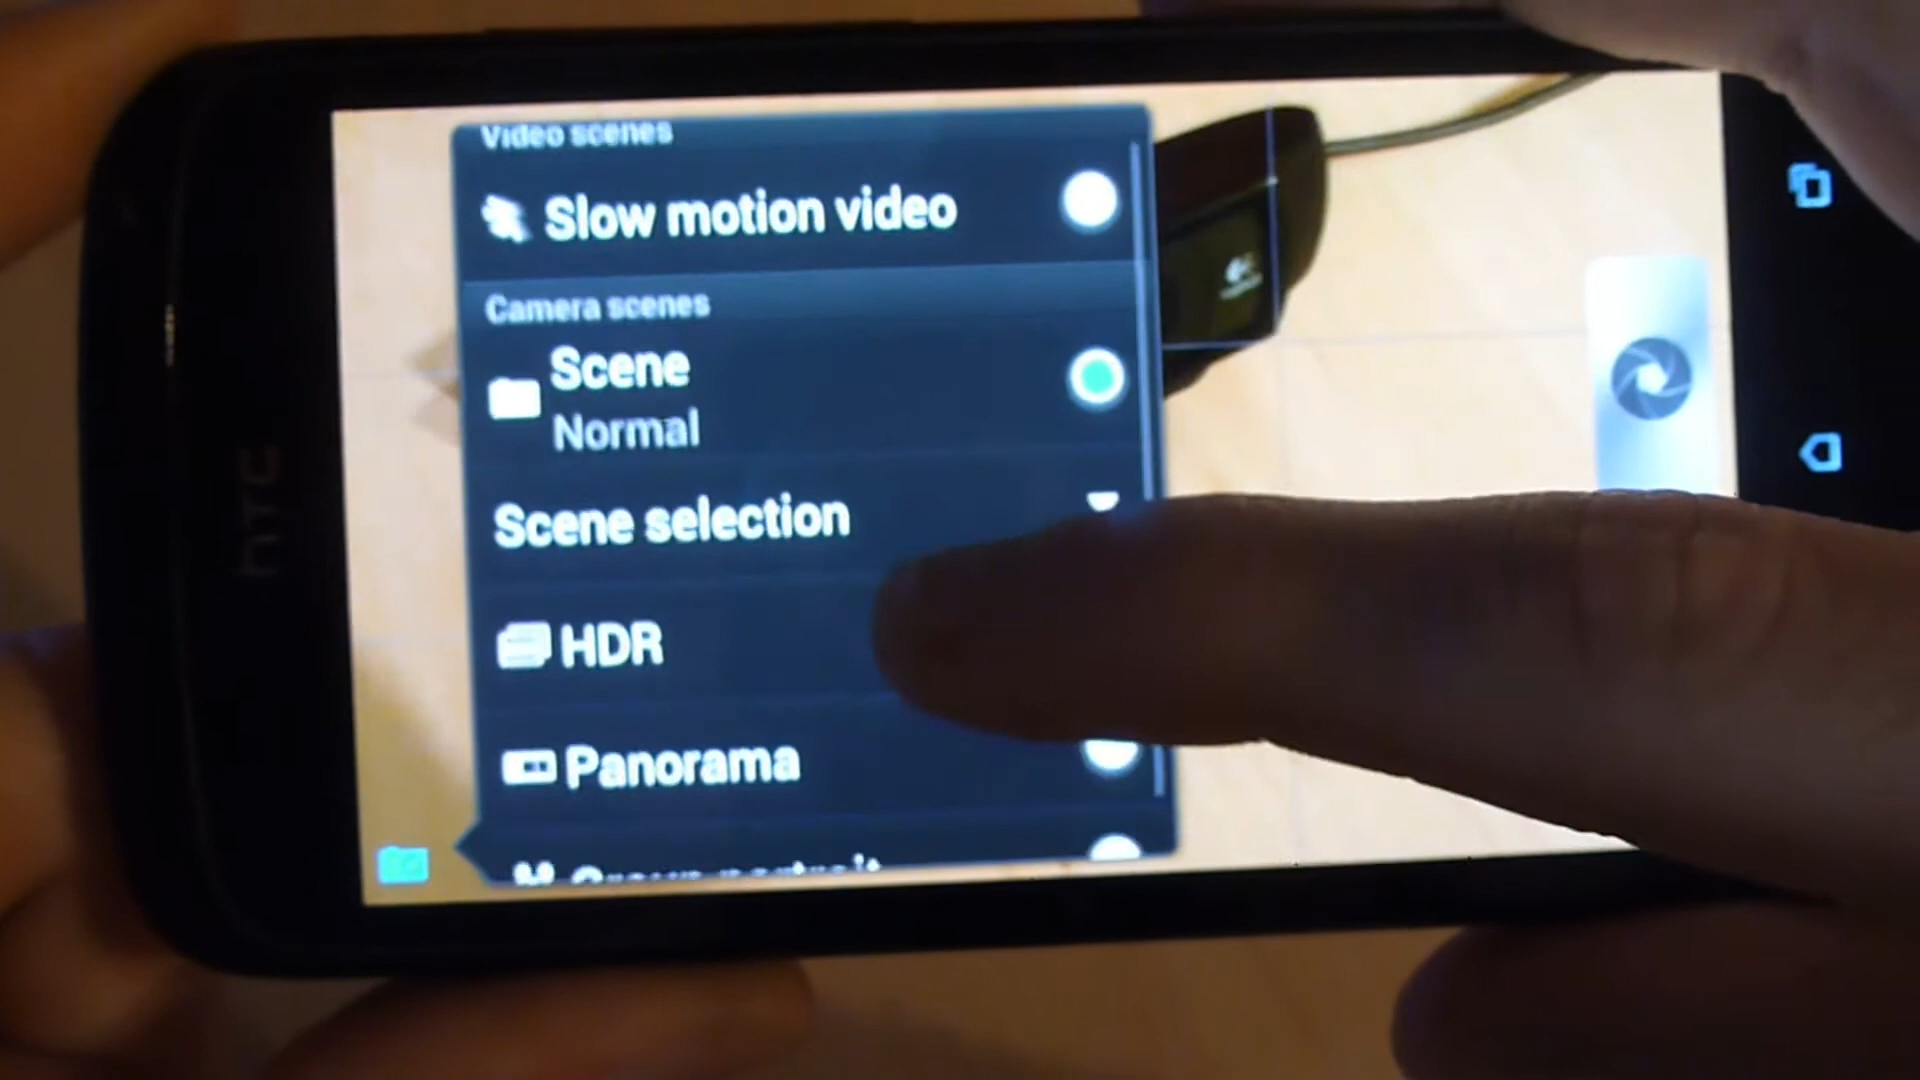 Video scenes
Slow motion video
Camera scenes
Scene
Normal
Scene selection
HDR
Panorama
hTC